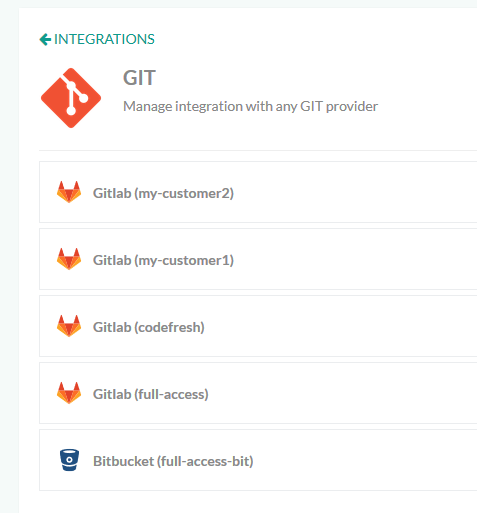 INTEGRATIONS
GIT
Manage integration with any GIT provider
Gitlab (my-customer2)
Gitlab (my-customer1)
Gitlab (codefresh)
Gitlab (full-access)
Bitbucket (full-access-bit)